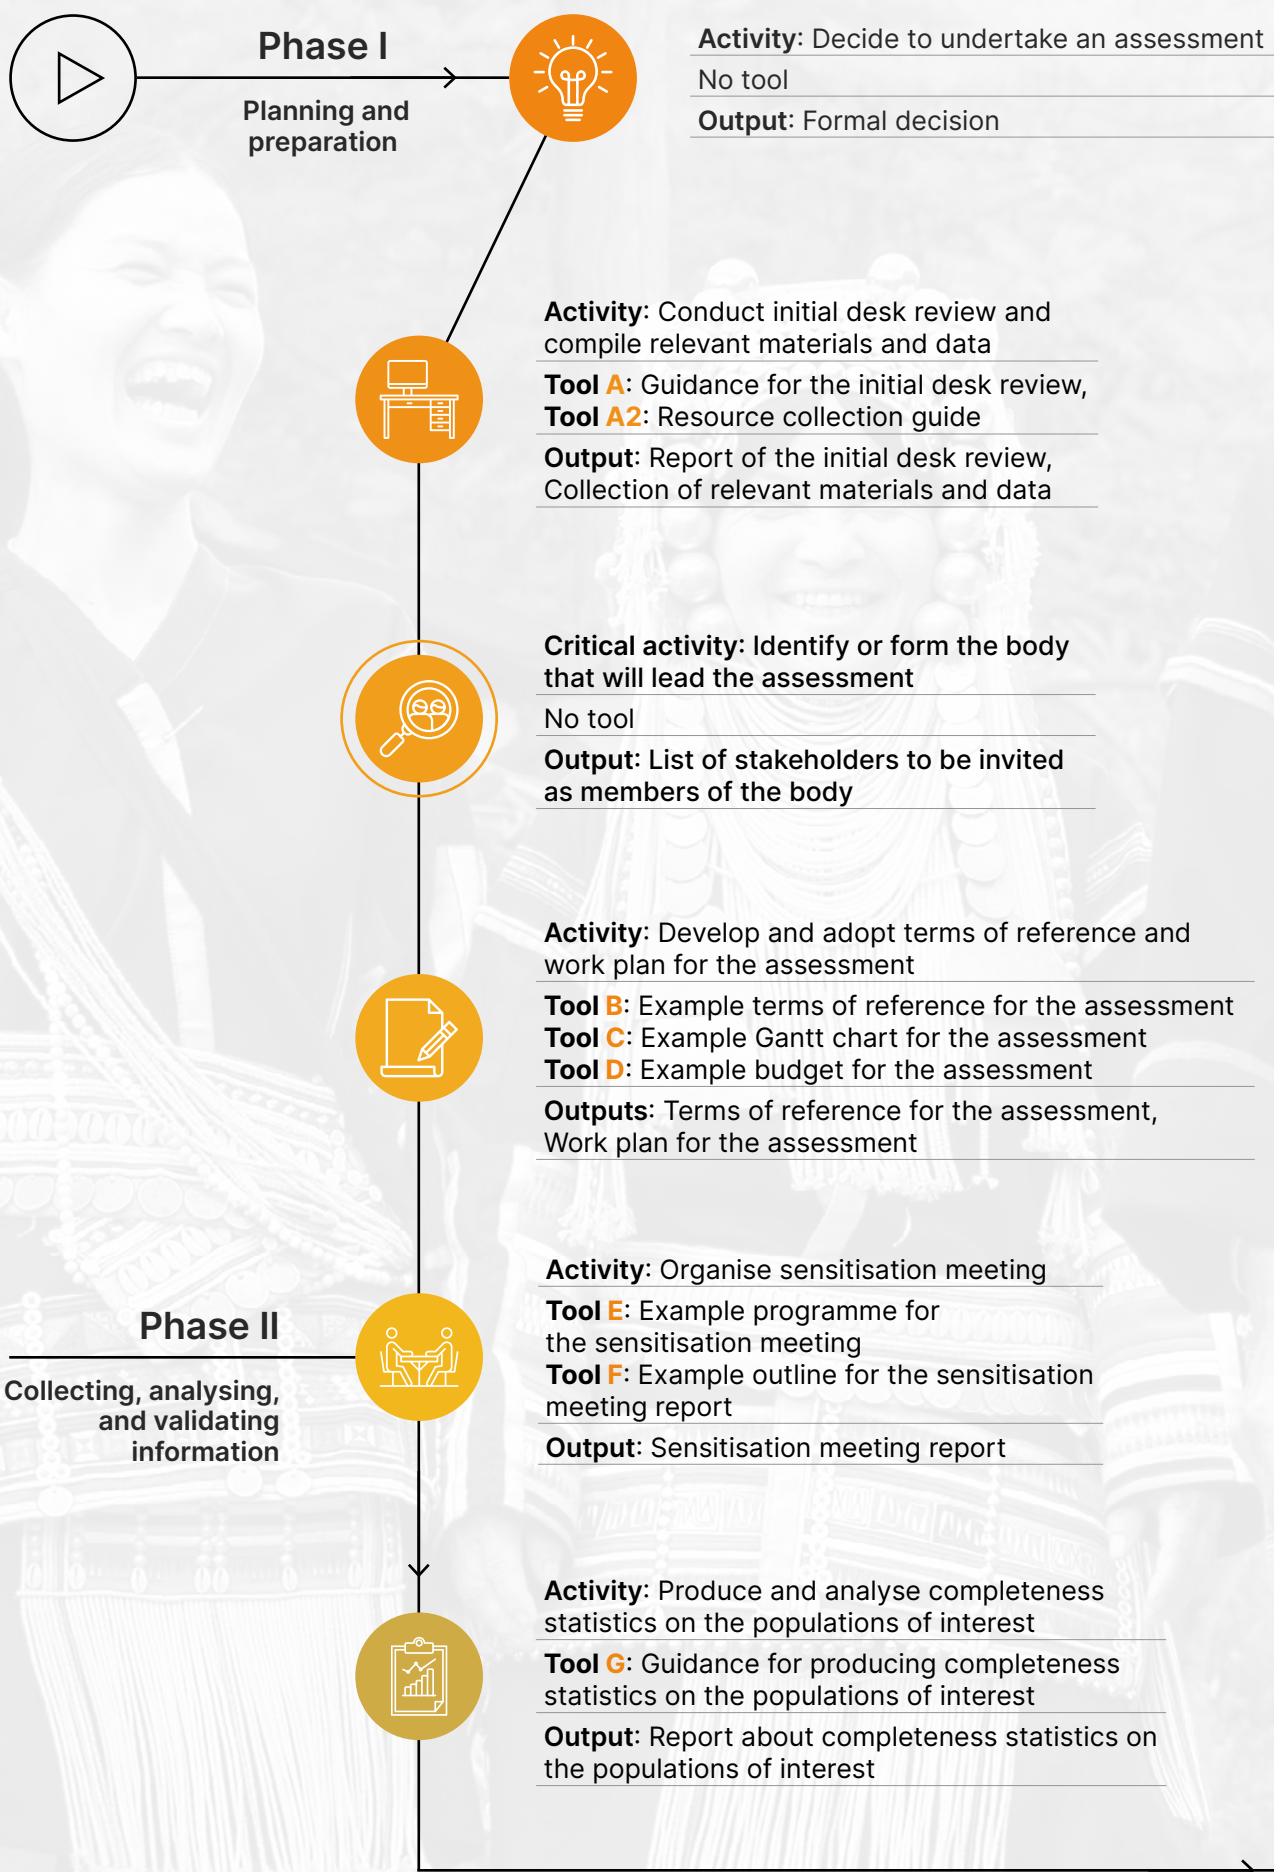 Phase I
Planning and
preparation
Activity: Decide to undertake an assessment
No tool
Output: Formal decision
Activity: Conduct initial desk review and
compile relevant materials and data
Tool A: Guidance for the initial desk review,
Tool A2: Resource collection guide
Output: Report of the initial desk review,
Collection of relevant materials and data
Critical activity: Identify or form the body
that will lead the assessment
No tool
Output: List of stakeholders to be invited
as members of the body
Activity: Develop and adopt terms of reference and
work plan for the assessment
Tool B: Example terms of reference for the assessment
Tool C: Example Gantt chart for the assessment
Tool D: Example budget for the assessment
Outputs: Terms of reference for the assessment,
Work plan for the assessment
Phase II
Collecting, analysing,
and validating
information
Activity: Organise sensitisation meeting
Tool E: Example programme for
the sensitisation meeting
Tool F: Example outline for the sensitisation
meeting report
Output: Sensitisation meeting report
Activity: Produce and analyse completeness
statistics on the populations of interest
Tool G: Guidance for producing completeness
statistics on the populations of interest
Output: Report about completeness statistics on
the populations of interest